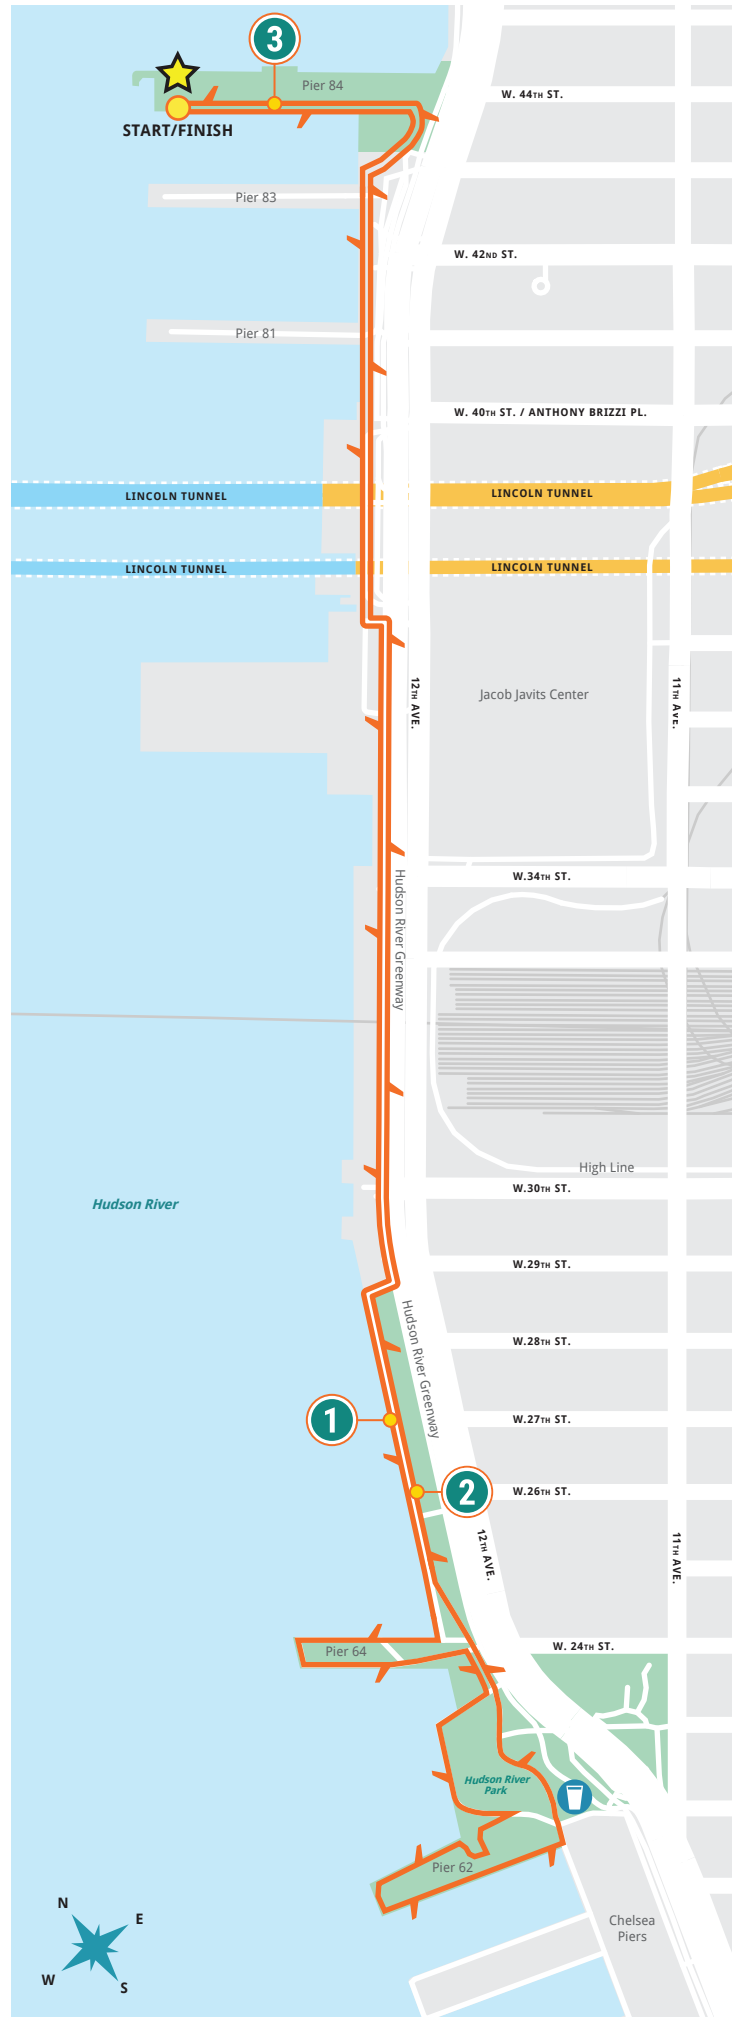 3
Pier 84
W. 44TH ST.
START/FINISH
Pier 83
W. 42ND ST.
Pier 81
W. 40TH ST. / ANTHONY BRIZZI PL.
LINCOLN TUNNEL
LINCOLN TUNNEL
LINCOLN TUNNEL
LINCOLN TUNNEL
12TH AVE.
Jacob Javits Center
11TH AVE.
W.34TH ST.
Hudson River Greenway
High Line
W.30TH ST.
Hudson River
W.29TH ST.
Hudson River Greenway
W.28TH ST.
1
W.27TH ST.
2
W.26TH ST.
12TH AVE.
11TH AVE.
W. 24TH ST.
Pier 64
Hudson River
Park
Pier 62
N
E
W
S
Chelsea
Piers